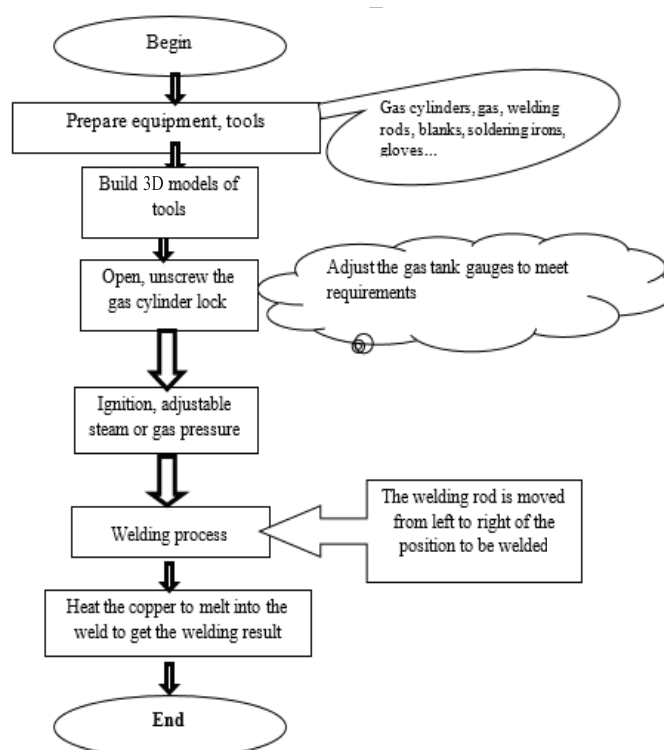 Begin
Prepare equipment, tools
Gas cylinders, gas, welding
rods, blanks, soldering irons,
gloves...
Build 3D models of
tools
Open, unscrew the
gas cylinder lock
Adjust the gas tank gauges to meet
requirements
Ignition, adjustable
steam or gas pressure
Welding process
The welding rod is moved
from left to right of the
position to be welded
Heat the copper to melt into the
weld to get the welding result
End